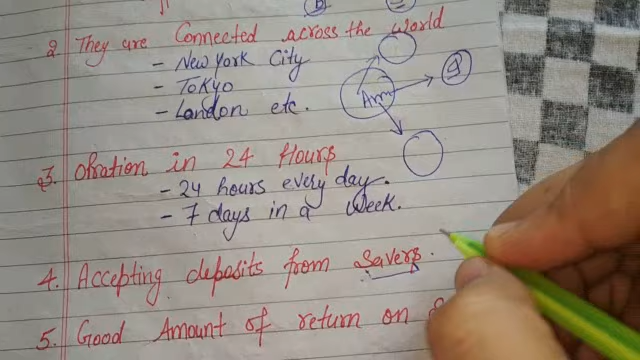 2 They are Connected across the world
- New York City
- TOKYO
- London etc.
Arm
a
3. Opration in 24 Hours
- 24 hours every day.
- 7 days in a Week.
4. Accepting deposits from Savers.
5. Good Amount of return on